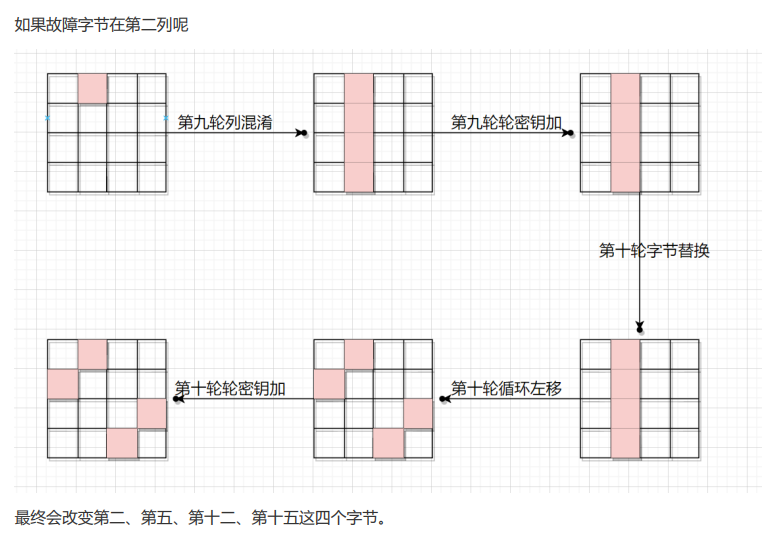 如果故障字节在第二列呢
第九轮列混淆
第九轮轮密钥加
第十轮字节替换
第十轮循环左移
第十轮轮密钥加
最终会改变第二、第五、第十二、第十五这四个字节。